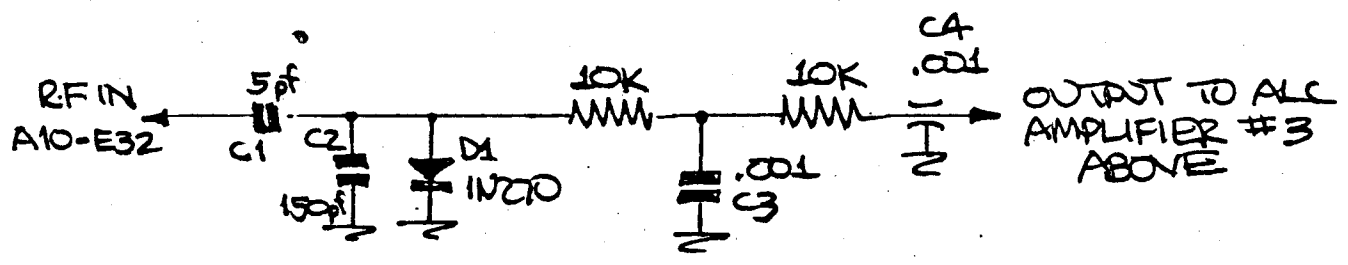 RF IN
A10-E32
5pf
C1
C2
150pf
D1
1N270
10K
.001
C3
10K
C4
.001
OUTPUT TO ALC
AMPLIFIER #3
ABOVE